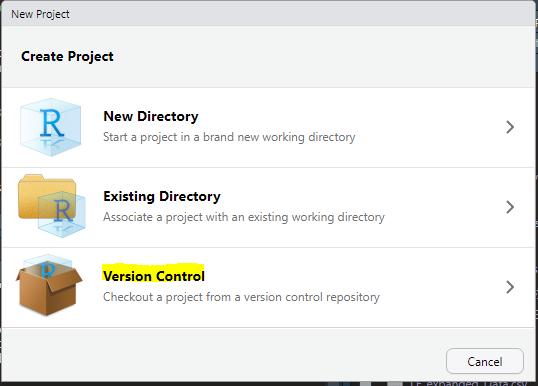 New Project
Create Project
R
New Directory
Start a project in a brand new working directory
R
Existing Directory
Associate a project with an existing working directory
R
Version Control
Checkout a project from a version control repository
Cancel